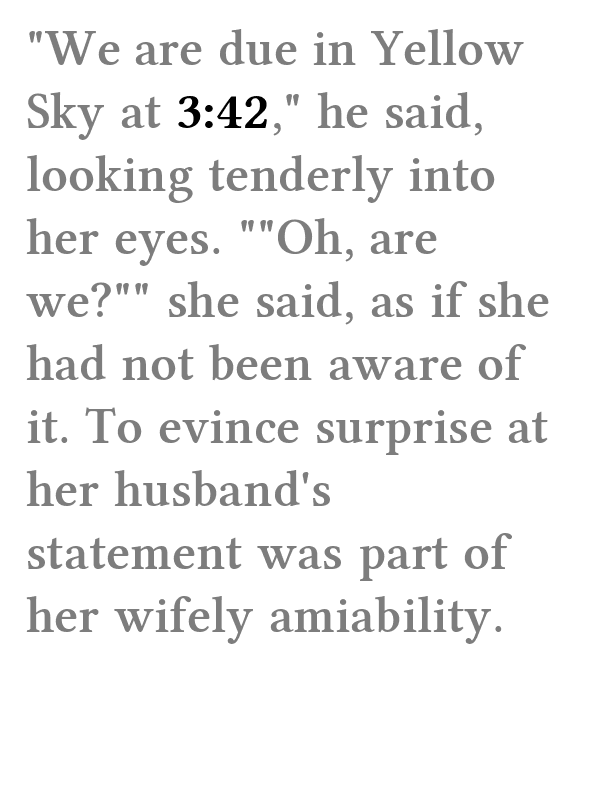 "We are due in Yellow
Sky at 3:42," he said,
looking tenderly into
her eyes. ""Oh, are
we?"" she said, as if she
had not been aware of
it. To evince surprise at
her husband's
statement was part of
her wifely amiability.